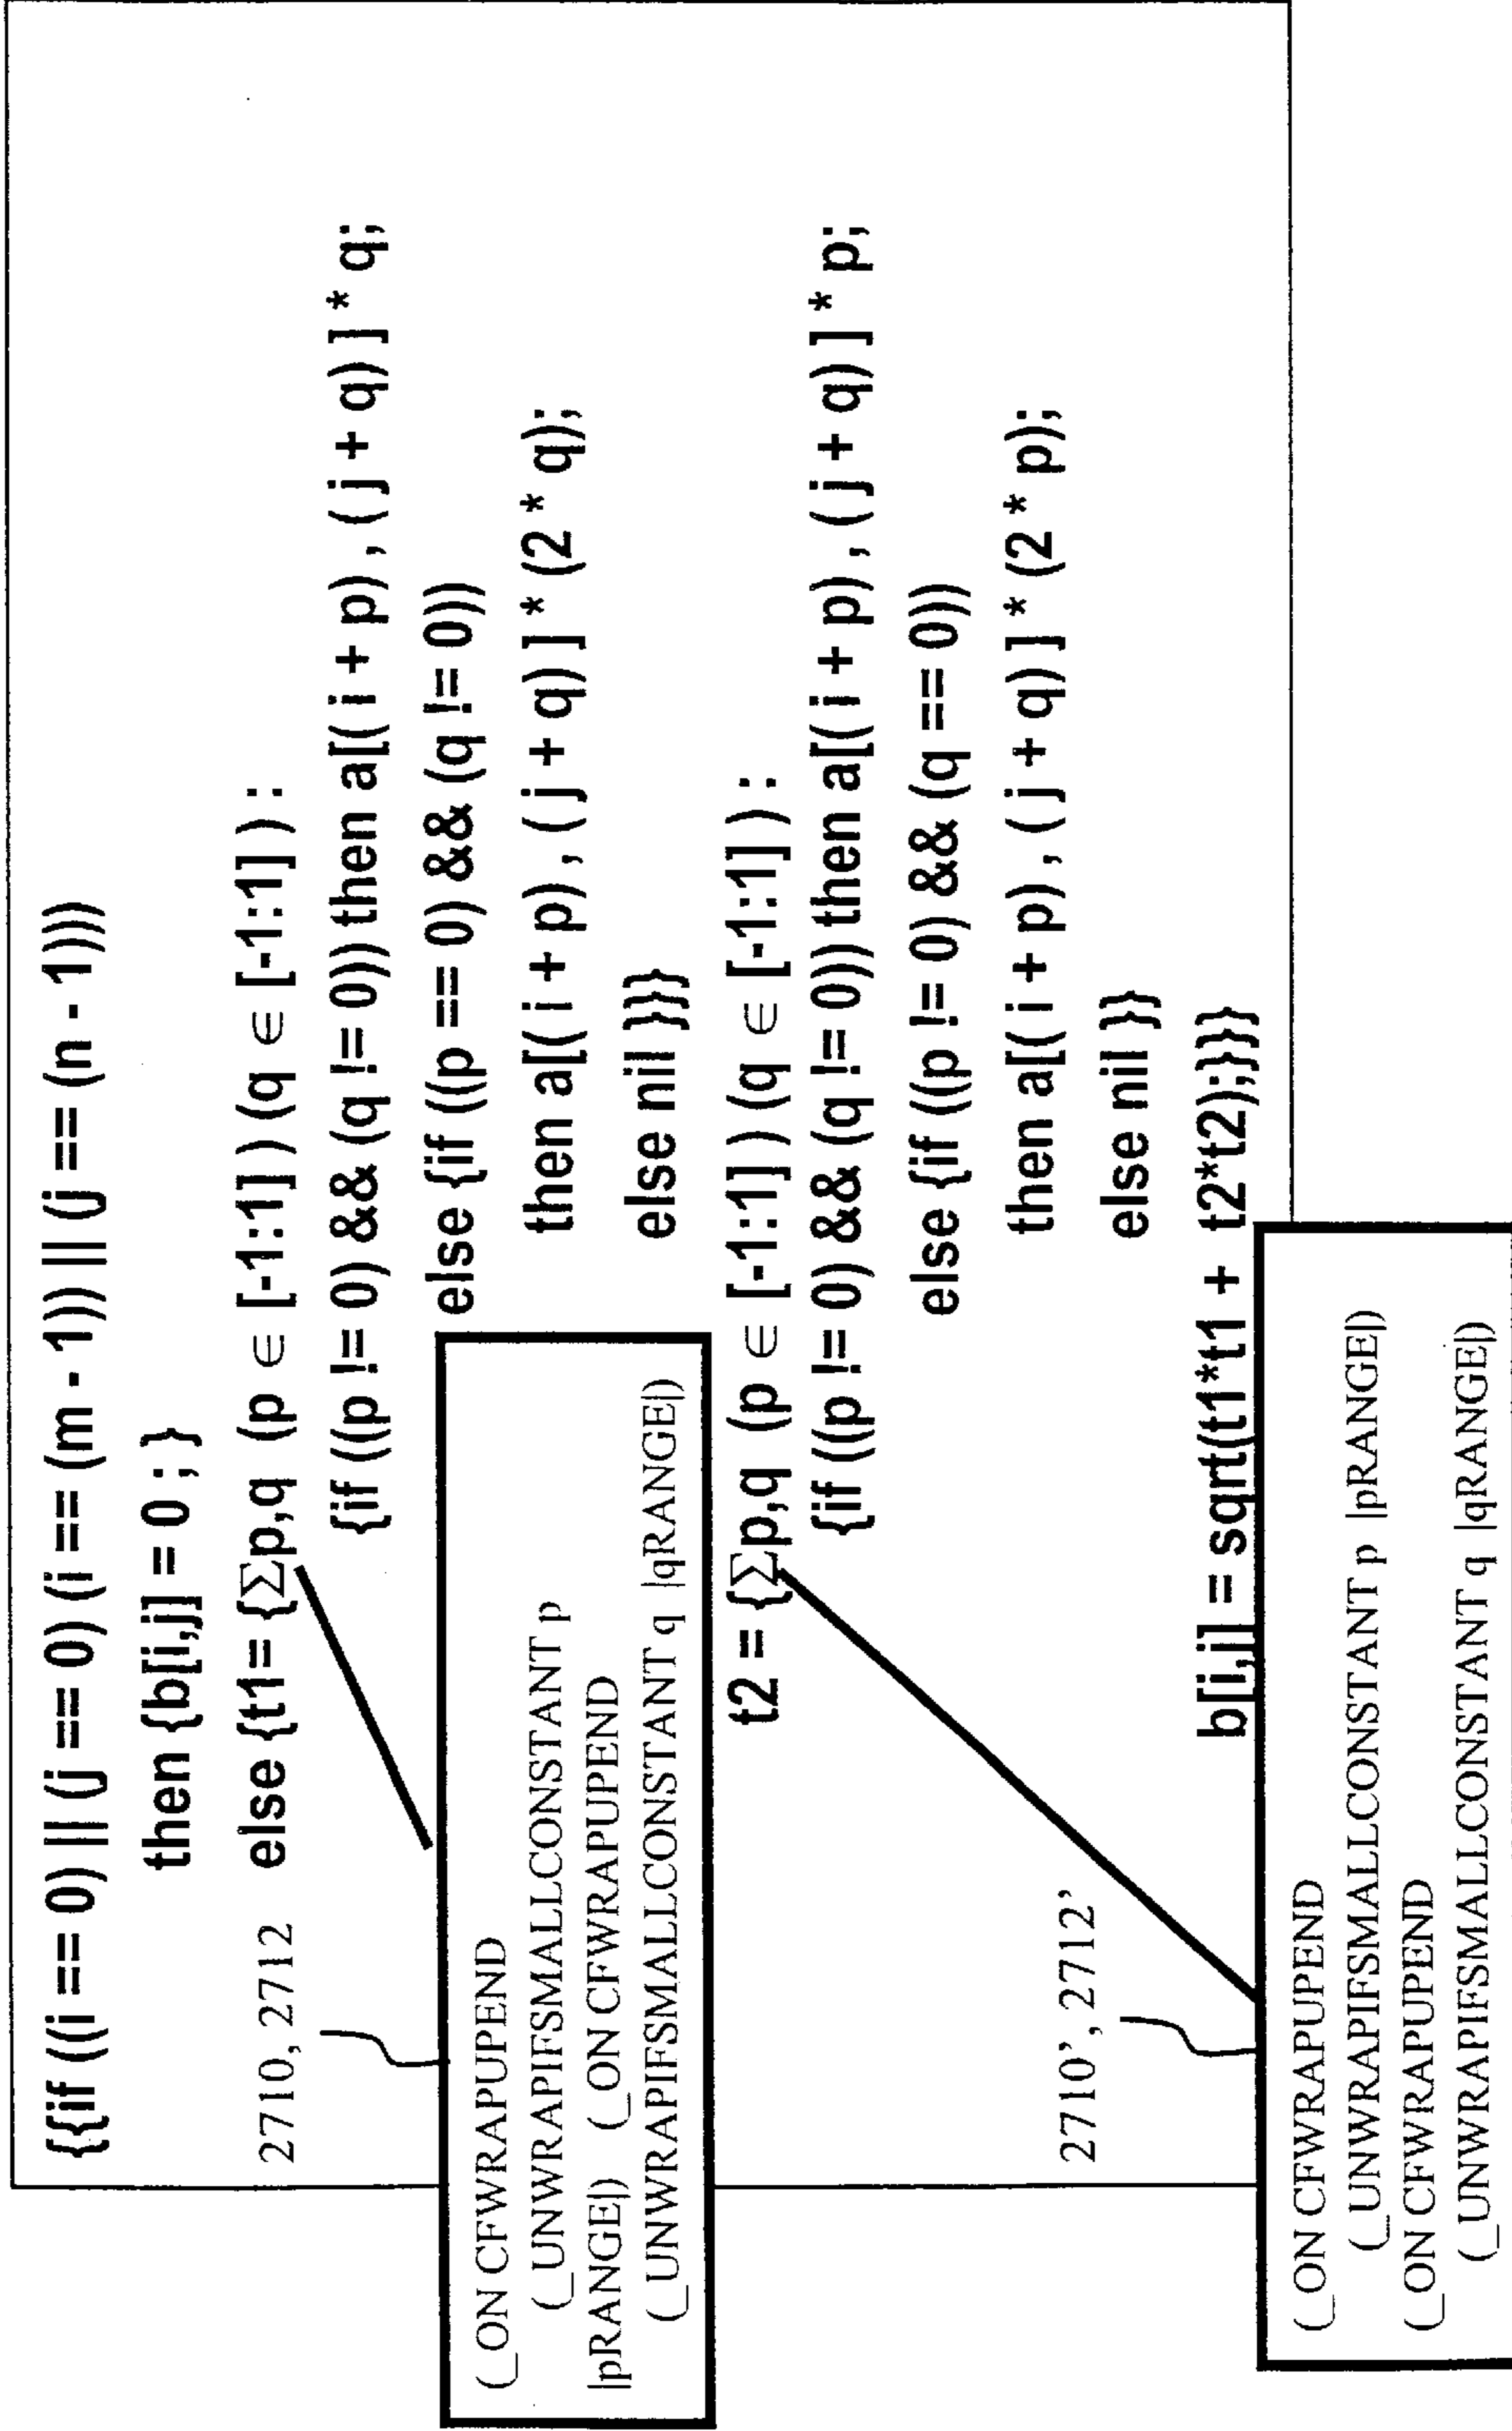 {{if ((i == 0) || (j == 0) (i == (m - 1)) || (j == (n - 1)))
then {b[i,j] = 0 ; }
2710, 2712
else {t1= {Σp,q (p ∈ [-1:1] ) (q ∈ [-1:1] ) :
{if ((p != 0) && (q != 0)) then a[( i + p) , ( j + q) ] * q;
else {if ((p == 0) && (q != 0))
then a[( i + p) , ( j + q) ] * (2 * q);
else nil }}}
(_ON CFWRAPUPEND
(_UNWRAPIFSMALLCONSTANT p
|pRANGE|) (_ON CFWRAPUPEND
(_UNWRAPIFSMALLCONSTANT q |qRANGE|)
t2 = {Σp,q (p ∈ [-1:1] ) (q ∈ [-1:1] ) :
{if ((p != 0) && (q != 0)) then a[( i + p) , ( j + q) ] * p;
else {if ((p != 0) && (q == 0))
then a[( i + p) , ( j + q) ] * (2 * p);
else nil }}
2710’, 2712’
b[i,j] = sqrt(t1*t1 + t2*t2);}}}
(_ON CFWRAPUPEND
(_UNWRAPIFSMALLCONSTANT p |pRANGE|)
(_ON CFWRAPUPEND
(_UNWRAPIFSMALLCONSTANT q |qRANGE|)